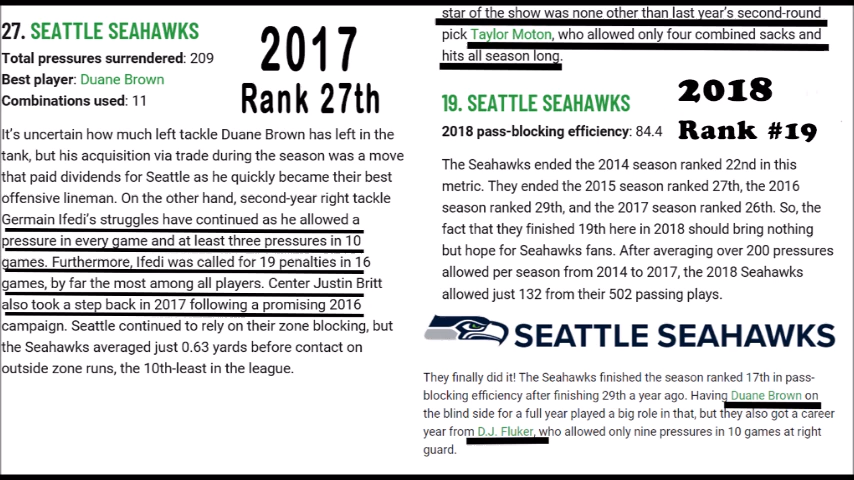 27. SEATTLE SEAHAWKS
Total pressures surrendered: 209
Best player: Duane Brown
Combinations used: 11
2017
Rank 27th
It's uncertain how much left tackle Duane Brown has left in the
tank, but his acquisition via trade during the season was a move
that paid dividends for Seattle as he quickly became their best
offensive lineman. On the other hand, second-year right tackle
Germain Ifedi's struggles have continued as he allowed a
pressure in every game and at least three pressures in 10
games. Furthermore, Ifedi was called for 19 penalties in 16
games, by far the most among all players. Center Justin Britt
also took a step back in 2017 following a promising 2016
campaign. Seattle continued to rely on their zone blocking, but
the Seahawks averaged just 0.63 yards before contact on
outside zone runs, the 10th-least in the league.
star of the show was none other than last year's second-round
pick Taylor Moton, who allowed only four combined sacks and
hits all season long.
19. SEATTLE SEAHAWKS
2018 pass-blocking efficiency: 84.4
2018
Rank #19
The Seahawks ended the 2014 season ranked 22nd in this
metric. They ended the 2015 season ranked 27th, the 2016
season ranked 29th, and the 2017 season ranked 26th. So, the
fact that they finished 19th here in 2018 should bring nothing
but hope for Seahawks fans. After averaging over 200 pressures
allowed per season from 2014 to 2017, the 2018 Seahawks
allowed just 132 from their 502 passing plays.
SEATTLE SEAHAWKS
They finally did it! The Seahawks finished the season ranked 17th in pass-
blocking efficiency after finishing 29th a year ago. Having Duane Brown on
the blind side for a full year played a big role in that, but they also got a career
year from D.J. Fluker, who allowed only nine pressures in 10 games at right
guard.